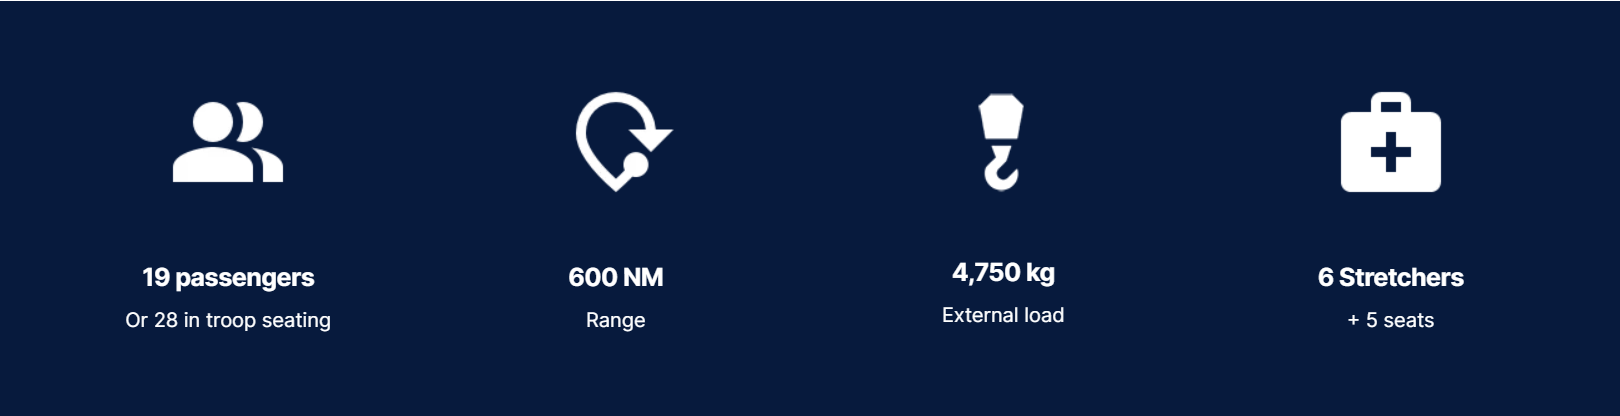 19 passengers
Or 28 in troop seating
600 NM
Range
4,750 kg
External load
6 Stretchers
+ 5 seats